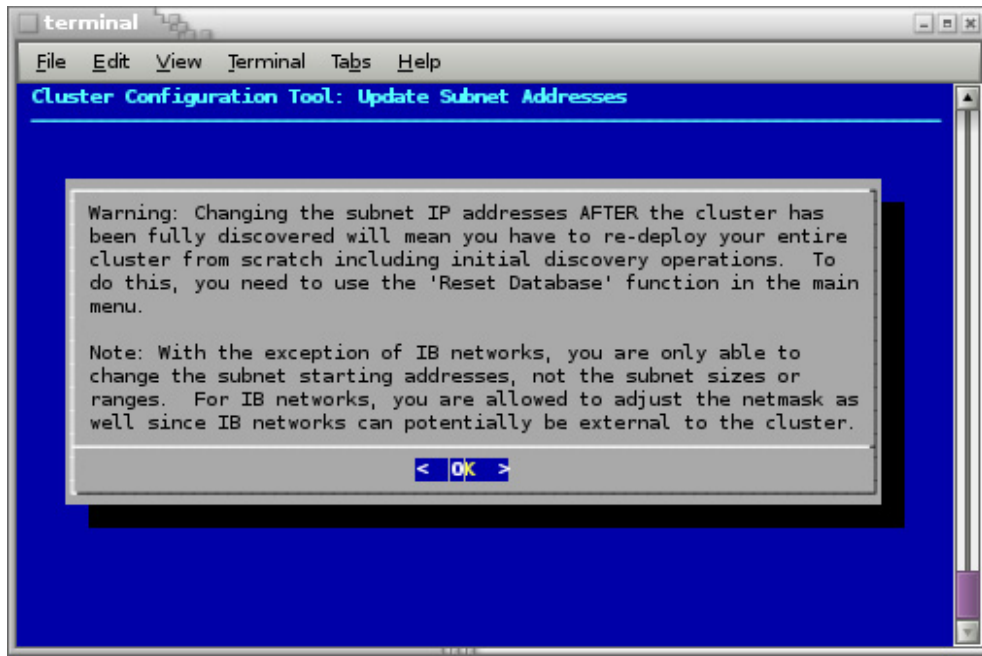 terminal
File Edit View Terminal Tabs Help
Cluster Configuration Tool: Update Subnet Addresses
Warning: Changing the subnet IP addresses AFTER the cluster has
been fully discovered will mean you have to re-deploy your entire
cluster from scratch including initial discovery operations.  To
do this, you need to use the 'Reset Database' function in the main
menu.
Note: With the exception of IB networks, you are only able to
change the subnet starting addresses, not the subnet sizes or
ranges.  For IB networks, you are allowed to adjust the netmask as
well since IB networks can potentially be external to the cluster.
<  OK  >